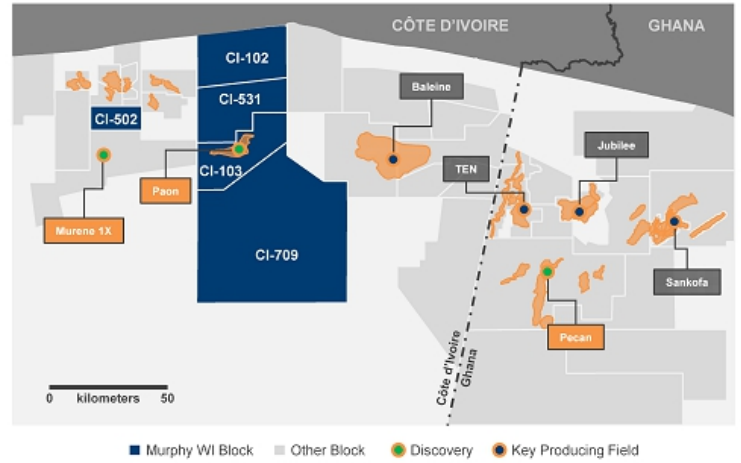 CÔTE D'IVOIRE
GHANA
CI-102
Baleine
CI-531
CI-502
Jubilee
TEN
CI-103
Paon
Murene 1X
CI-709
Sankofa
Pecan
Côte d'Ivoire
Ghana
0 kilometers 50
Murphy WI Block
Other Block
Discovery
Key Producing Field